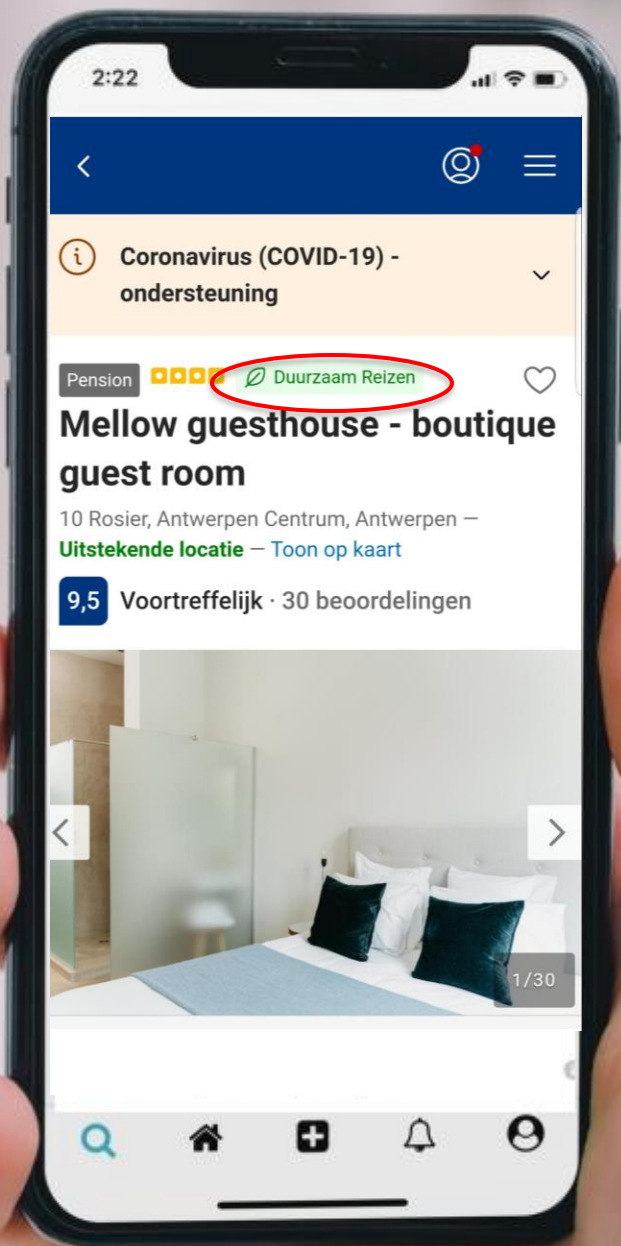 2:22
Coronavirus (COVID-19) -
ondersteuning
Pension
Duurzaam Reizen
Mellow guesthouse - boutique
guest room
10 Rosier, Antwerpen Centrum, Antwerpen —
Uitstekende locatie — Toon op kaart
9,5 Voortreffelijk · 30 beoordelingen
1/30